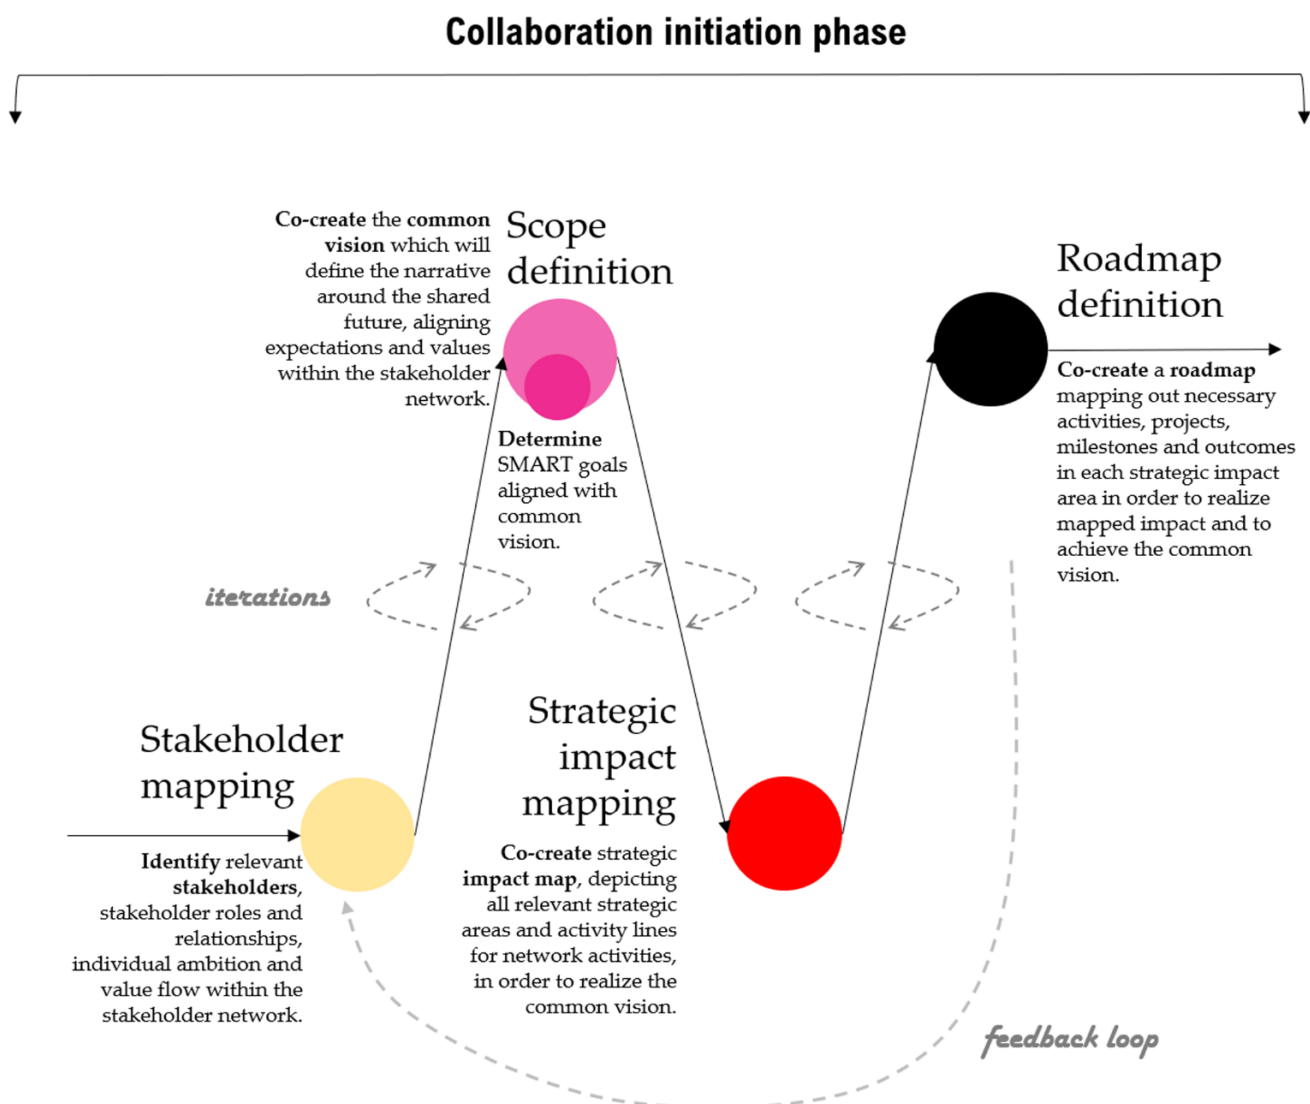 Collaboration initiation phase
Co-create the common
vision which will
define the narrative
around the shared
future, aligning
expectations and values
within the stakeholder
network.
Scope
definition
Determine
SMART goals
aligned with
common
vision.
Roadmap
definition
Co-create a roadmap
mapping out necessary
activities, projects,
milestones and outcomes
in each strategic impact
area in order to realize
mapped impact and to
achieve the common
vision.
iterations
Stakeholder
mapping
Identify relevant
stakeholders,
stakeholder roles and
relationships,
individual ambition and
value flow within the
stakeholder network.
Strategic
impact
mapping
Co-create strategic
impact map, depicting
all relevant strategic
areas and activity lines
for network activities,
in order to realize the
common vision.
feedback loop